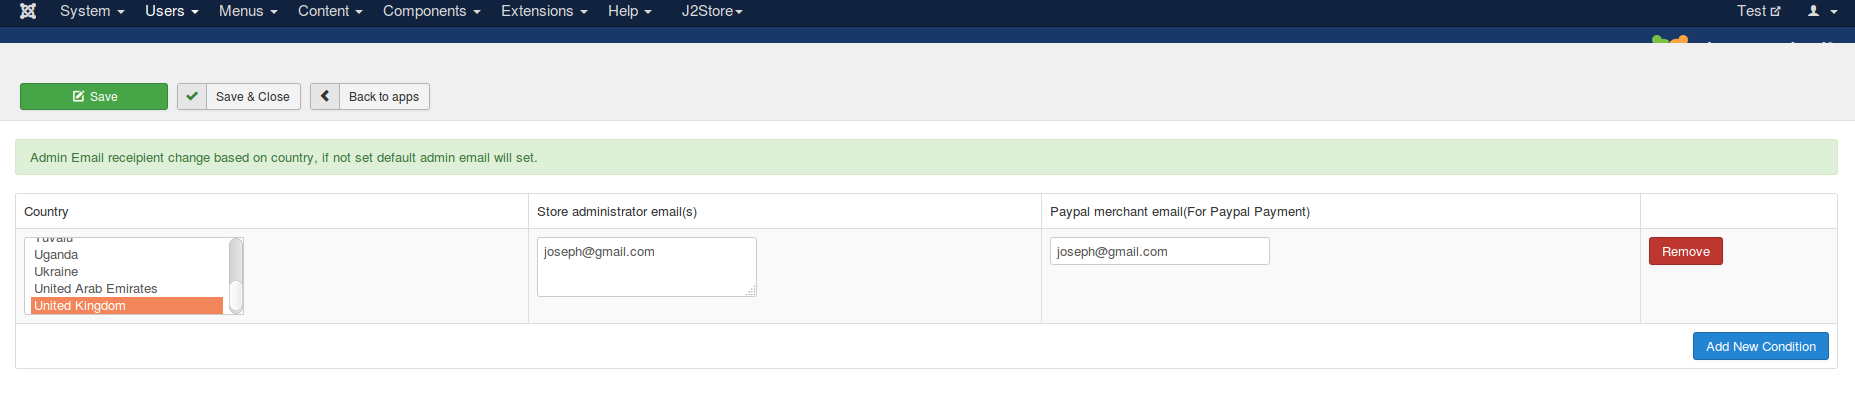 System Users Menus Content Components Extensions Help J2Store Test
Save Save & Close Back to apps
Admin Email receipient change based on country, if not set default admin email will set.
Country Store administrator email(s) Paypal merchant email(For Paypal Payment)
Tuvalu
Uganda
Ukraine
United Arab Emirates
United Kingdom
joseph@gmail.com
joseph@gmail.com
Remove
Add New Condition